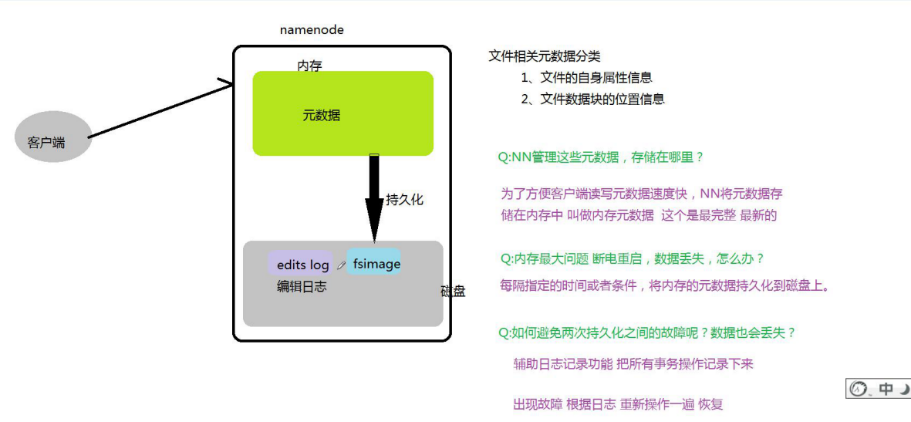 namenode
内存
元数据
客户端
持久化
edits log
fsimage
编辑日志
磁盘
文件相关元数据分类
1、文件的自身属性信息
2、文件数据块的位置信息
Q:NN管理这些元数据，存储在哪里？
为了方便客户端读写元数据速度快，NN将元数据存
储在内存中 叫做内存元数据 这个是最完整 最新的
Q:内存最大问题 断电重启，数据丢失，怎么办？
每隔指定的时间或者条件，将内存的元数据持久化到磁盘上。
Q:如何避免两次持久化之间的故障呢？数据也会丢失？
辅助日志记录功能 把所有事务操作记录下来
出现故障 根据日志 重新操作一遍 恢复
中